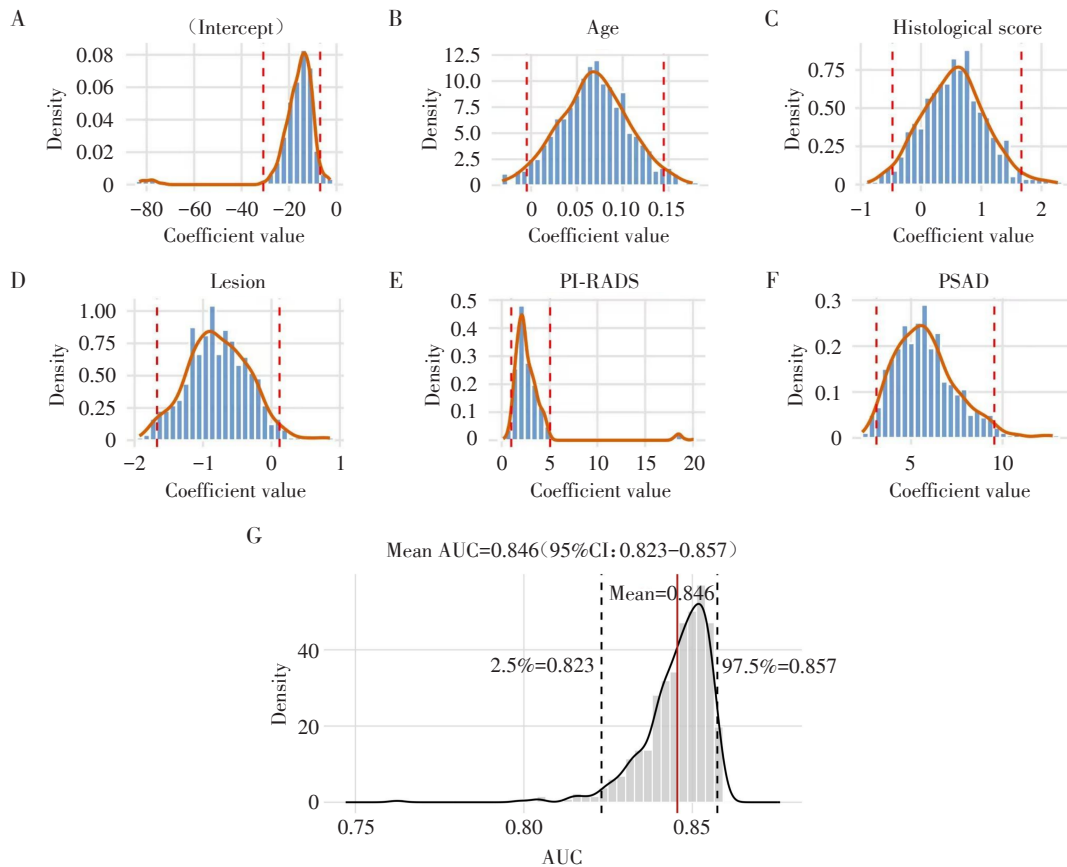 A
(Intercept)
0.08
0.06
0.04
0.02
0
Density
−80
−60
−40
−20
0
Coefficient value
B
Age
12.5
10.0
7.5
5.0
2.5
0
Density
0
0.05
0.10
0.15
Coefficient value
C
Histological score
0.75
0.50
0.25
0
Density
−1
0
1
2
Coefficient value
D
Lesion
1.00
0.75
0.50
0.25
0
Density
−2
−1
0
1
Coefficient value
E
PI-RADS
0.5
0.4
0.3
0.2
0.1
0
Density
0
5
10
15
20
Coefficient value
F
PSAD
0.3
0.2
0.1
0
Density
5
10
Coefficient value
G
Mean AUC=0.846(95%CI:0.823−0.857)
Mean=0.846
2.5%=0.823
97.5%=0.857
40
20
0
Density
0.75
0.80
0.85
AUC